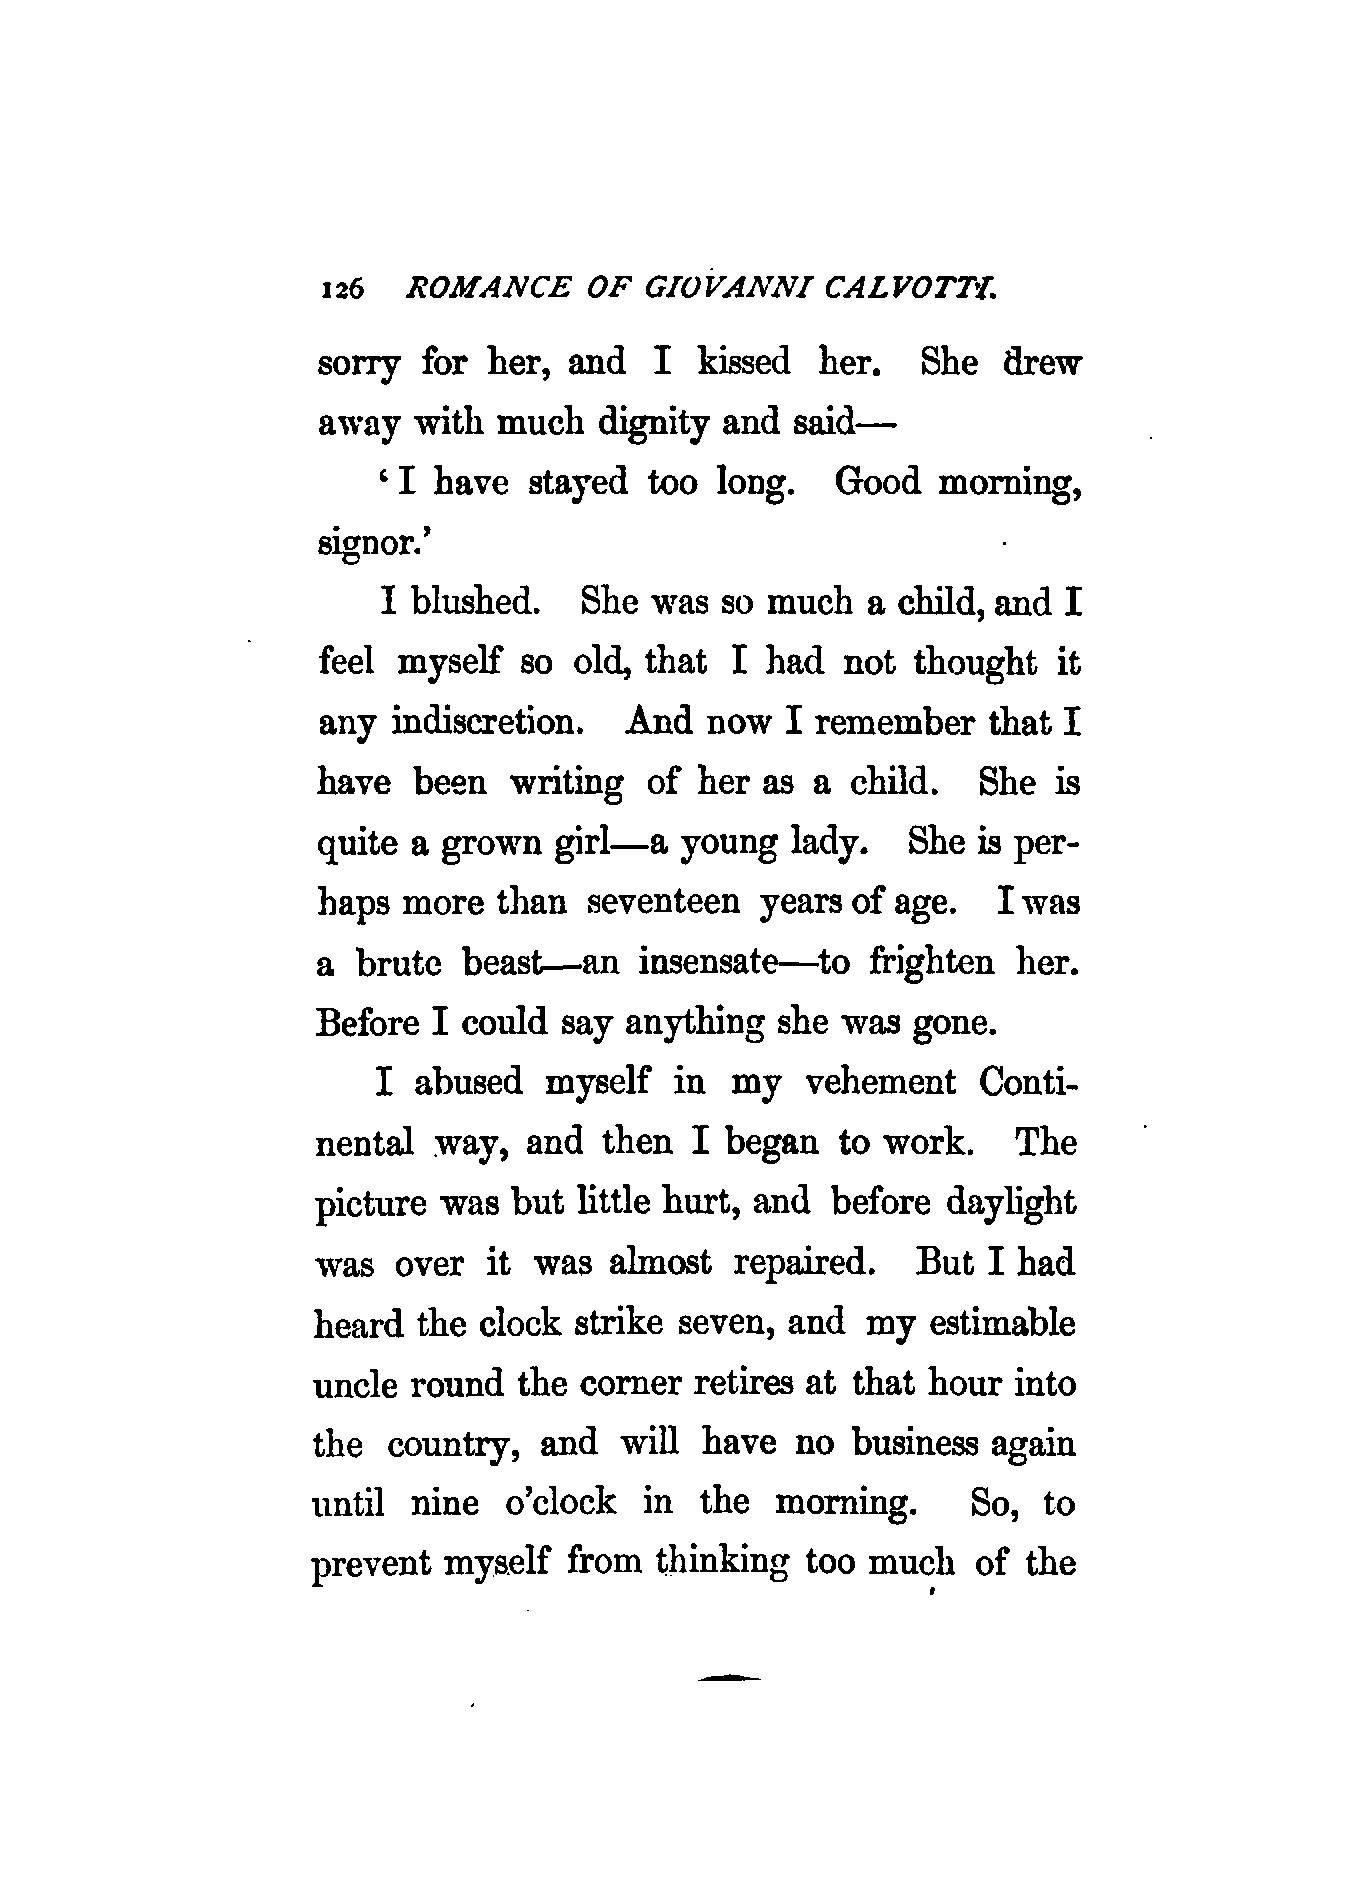 126 ROMANCE OF GIOVANNI CALVOTTI.
sorry for her, and I kissed her. She drew
away with much dignity and said—
‘I have stayed too long. Good morning,
signor.’
I blushed. She was so much a child, and I
feel myself so old, that I had not thought it
any indiscretion. And now I remember that I
have been writing of her as a child. She is
quite a grown girl—a young lady. She is per-
haps more than seventeen years of age. I was
a brute beast—an insensate—to frighten her.
Before I could say anything she was gone.
I abused myself in my vehement Conti-
nental way, and then I began to work. The
picture was but little hurt, and before daylight
was over it was almost repaired. But I had
heard the clock strike seven, and my estimable
uncle round the corner retires at that hour into
the country, and will have no business again
until nine o’clock in the morning. So, to
prevent myself from thinking too much of the